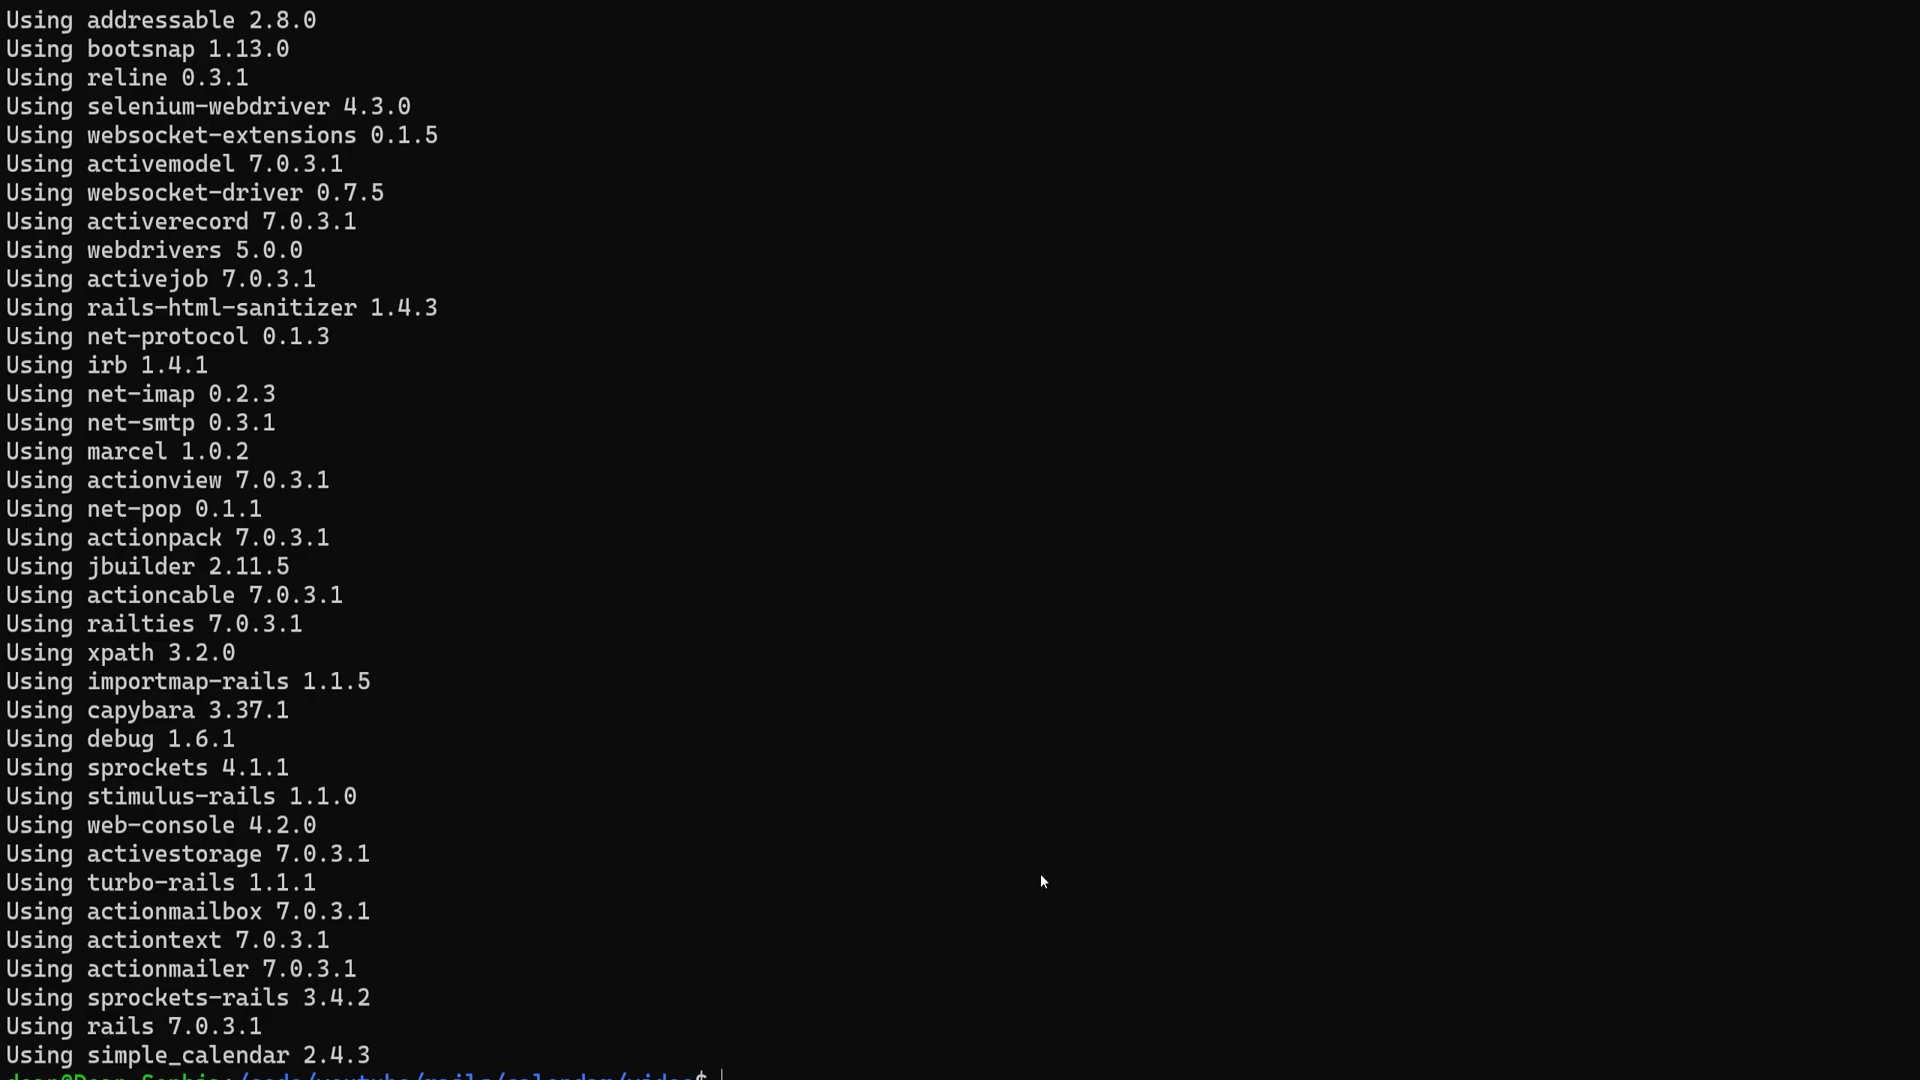 Using addressable 2.8.0
Using bootsnap 1.13.0
Using reline 0.3.1
Using selenium-webdriver 4.3.0
Using websocket-extensions 0.1.5
Using activemodel 7.0.3.1
Using websocket-driver 0.7.5
Using activerecord 7.0.3.1
Using webdrivers 5.0.0
Using activejob 7.0.3.1
Using rails-html-sanitizer 1.4.3
Using net-protocol 0.1.3
Using irb 1.4.1
Using net-imap 0.2.3
Using net-smtp 0.3.1
Using marcel 1.0.2
Using actionview 7.0.3.1
Using net-pop 0.1.1
Using actionpack 7.0.3.1
Using jbuilder 2.11.5
Using actioncable 7.0.3.1
Using railties 7.0.3.1
Using xpath 3.2.0
Using importmap-rails 1.1.5
Using capybara 3.37.1
Using debug 1.6.1
Using sprockets 4.1.1
Using stimulus-rails 1.1.0
Using web-console 4.2.0
Using activestorage 7.0.3.1
Using turbo-rails 1.1.1
Using actionmailbox 7.0.3.1
Using actiontext 7.0.3.1
Using actionmailer 7.0.3.1
Using sprockets-rails 3.4.2
Using rails 7.0.3.1
Using simple_calendar 2.4.3